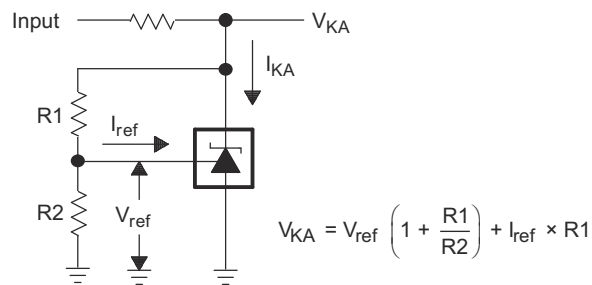 Input
V_KA
I_KA
R1
I_ref
R2
V_ref
V_KA = V_ref (1 + R1/R2) + I_ref × R1